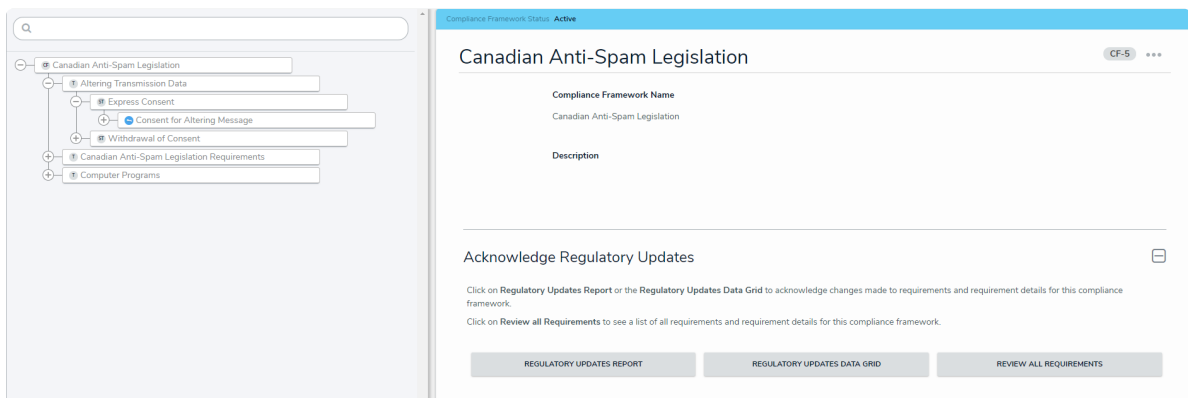 CF Canadian Anti-Spam Legislation
T Altering Transmission Data
ST Express Consent
Consent for Altering Message
ST Withdrawal of Consent
T Canadian Anti-Spam Legislation Requirements
T Computer Programs
Compliance Framework Status Active
Canadian Anti-Spam Legislation
CF-5
Compliance Framework Name
Canadian Anti-Spam Legislation
Description
Acknowledge Regulatory Updates
Click on Regulatory Updates Report or the Regulatory Updates Data Grid to acknowledge changes made to requirements and requirement details for this compliance
framework.
Click on Review all Requirements to see a list of all requirements and requirement details for this compliance framework.
REGULATORY UPDATES REPORT
REGULATORY UPDATES DATA GRID
REVIEW ALL REQUIREMENTS